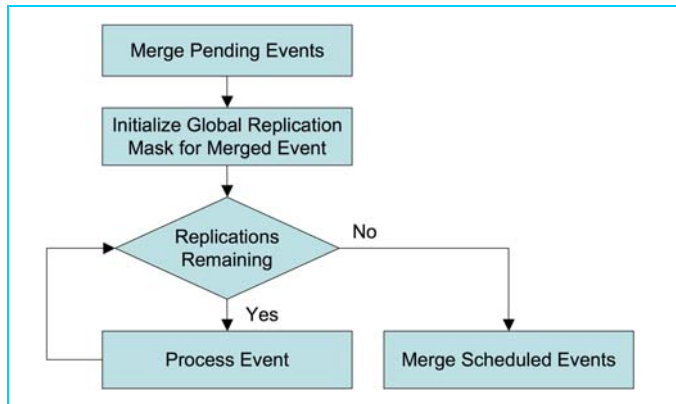 Merge Pending Events
Initialize Global Replication
Mask for Merged Event
Replications
Remaining
No
Yes
Process Event
Merge Scheduled Events